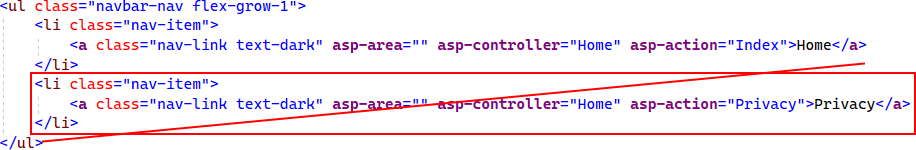 <ul class="navbar-nav flex-grow-1">
<li class="nav-item">
<a class="nav-link text-dark" asp-area="" asp-controller="Home" asp-action="Index">Home</a>
</li>
<li class="nav-item">
<a class="nav-link text-dark" asp-area="" asp-controller="Home" asp-action="Privacy">Privacy</a>
</li>
</ul>